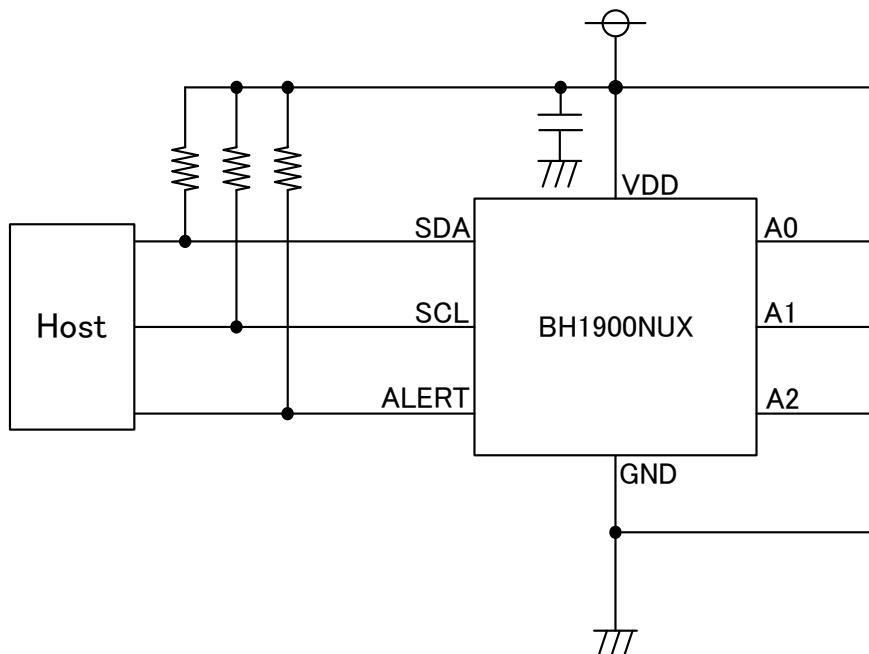 VDD
SDA
A0
Host
SCL
BH1900NUX
A1
ALERT
A2
GND